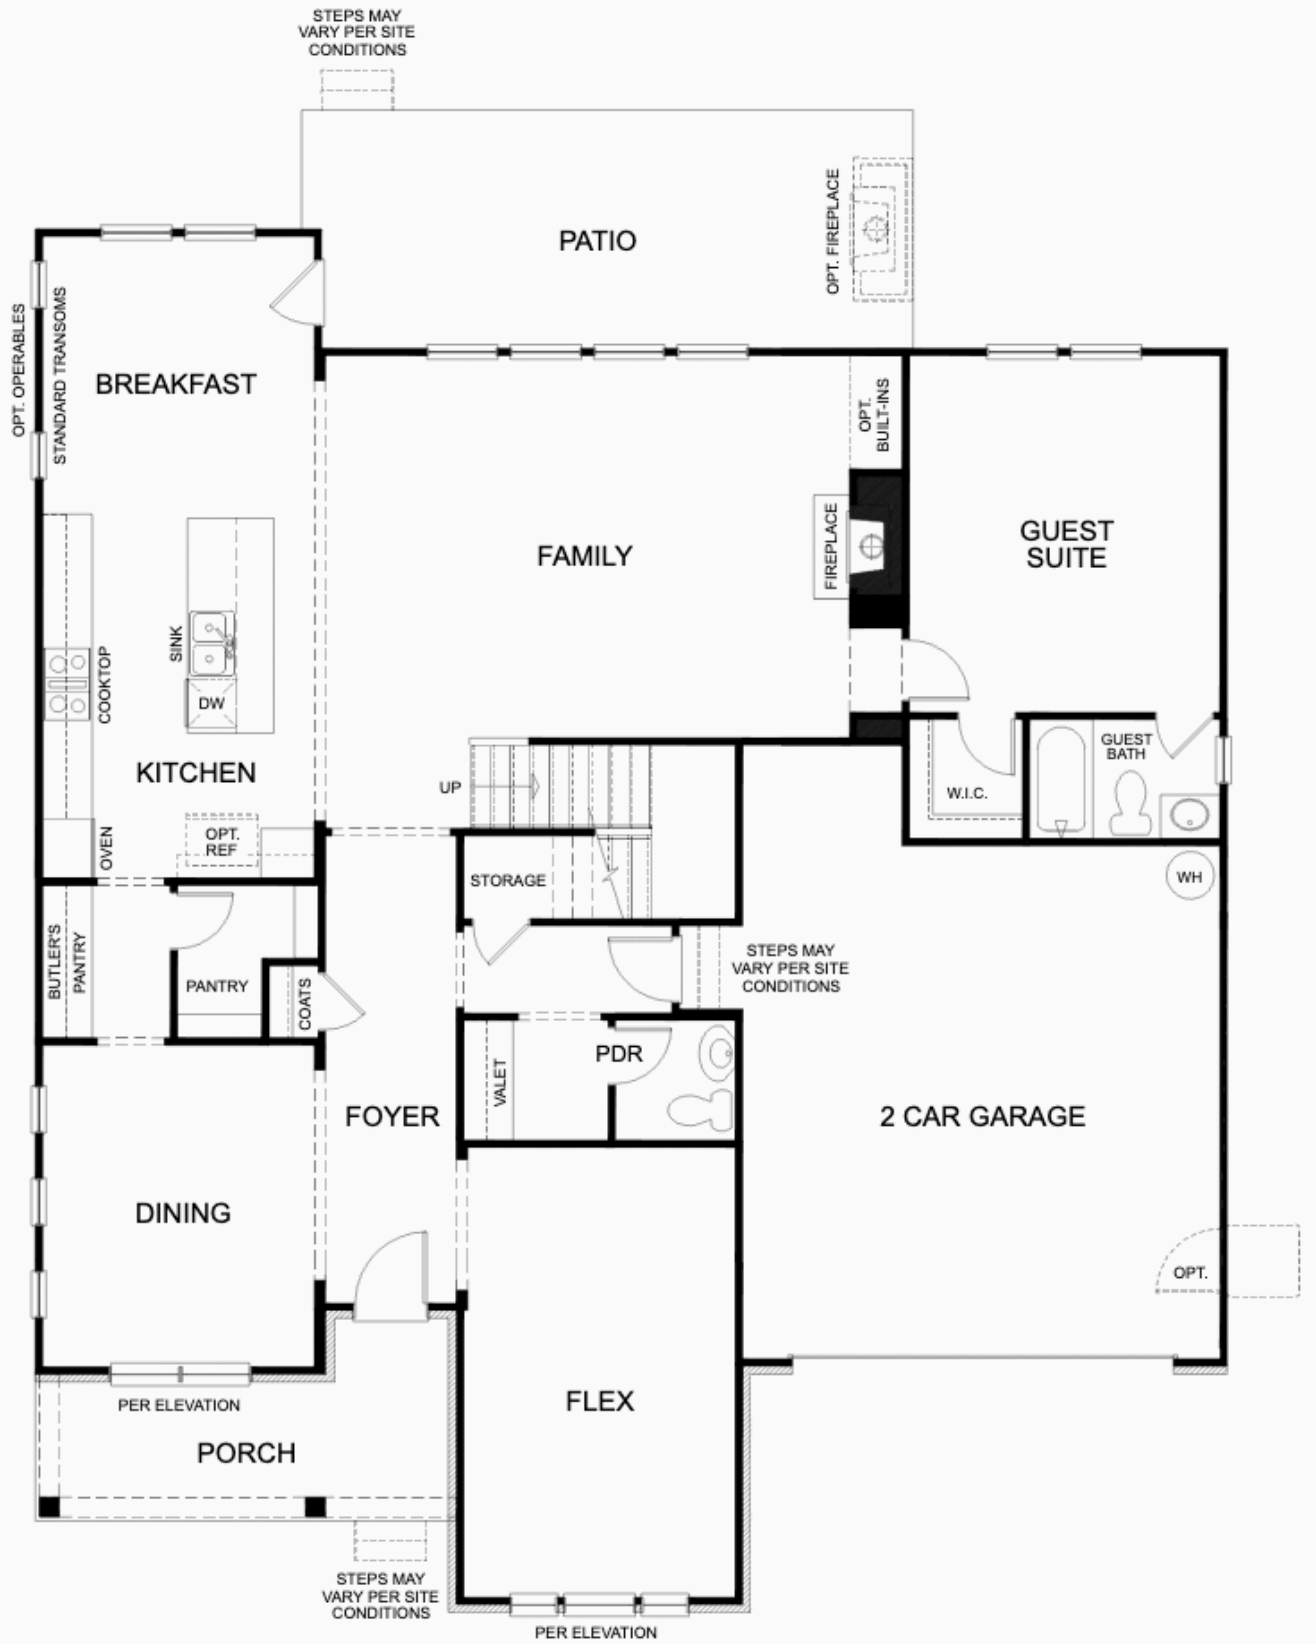 STEPS MAY
VARY PER SITE
CONDITIONS
PATIO
OPT. FIREPLACE
OPT. OPERABLES
STANDARD TRANSOMS
BREAKFAST
OPT.
BUILT-INS
FAMILY
FIREPLACE
GUEST
SUITE
SINK
COOKTOP
DW
KITCHEN
UP
GUEST
BATH
W.I.C.
OPT.
REF
OVEN
STORAGE
WH
BUTLER'S
PANTRY
PANTRY
COATS
STEPS MAY
VARY PER SITE
CONDITIONS
VALET
PDR
FOYER
2 CAR GARAGE
DINING
OPT.
PER ELEVATION
FLEX
PORCH
STEPS MAY
VARY PER SITE
CONDITIONS
PER ELEVATION